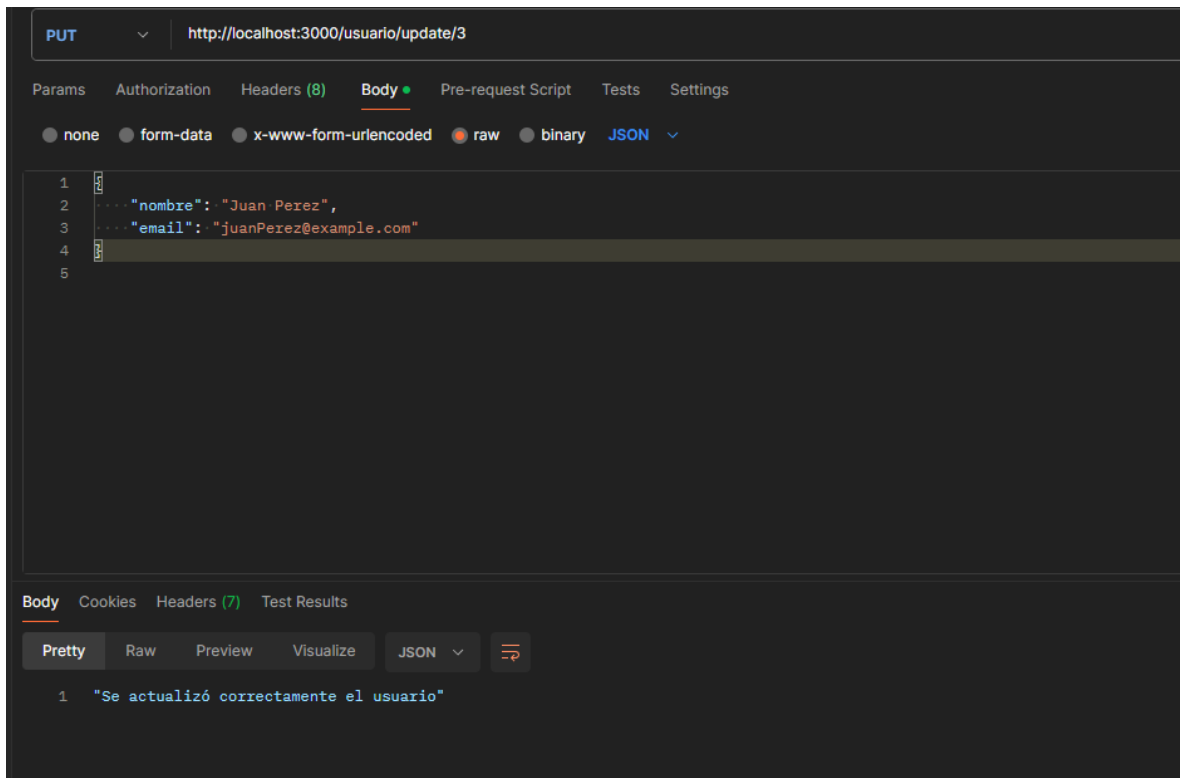 PUT http://localhost:3000/usuario/update/3
Params Authorization Headers (8) Body Pre-request Script Tests Settings
none form-data x-www-form-urlencoded raw binary JSON
1 {
2 "nombre": "Juan Perez",
3 "email": "juanPerez@example.com"
4 }
5
Body Cookies Headers (7) Test Results
Pretty Raw Preview Visualize JSON
1 "Se actualizó correctamente el usuario"